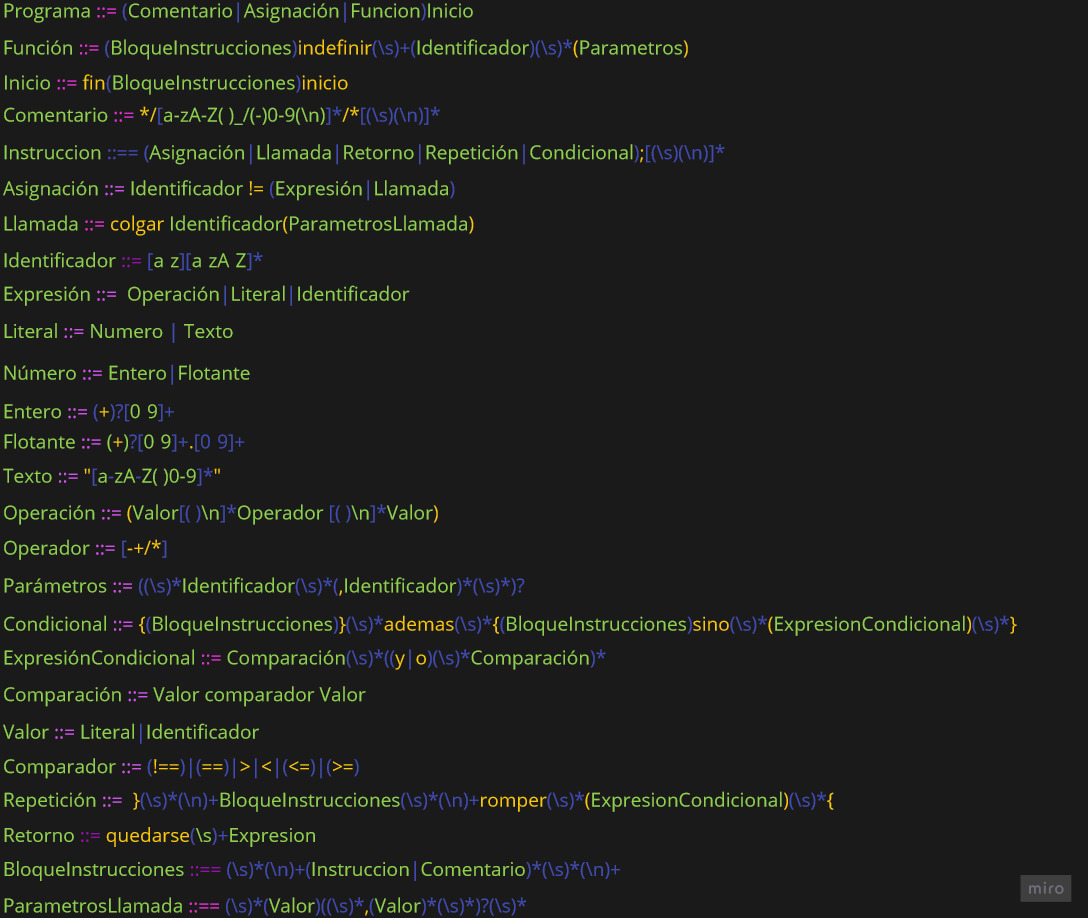 Programa ::= (Comentario|Asignación|Funcion)Inicio
Función ::= (BloqueInstrucciones)indefinir(\s)+(Identificador)(\s)*(Parametros)
Inicio ::= fin(BloqueInstrucciones)inicio
Comentario ::= */[a-zA-Z( )_/(-)0-9(\n)]*/*[(\s)(\n)]*
Instruccion ::== (Asignación|Llamada|Retorno|Repetición|Condicional);[(\s)(\n)]*
Asignación ::= Identificador != (Expresión|Llamada)
Llamada ::= colgar Identificador(ParametrosLlamada)
Identificador ::= [a z][a zA Z]*
Expresión ::=  Operación|Literal|Identificador
Literal ::= Numero | Texto
Número ::= Entero|Flotante
Entero ::= (+)?[0 9]+
Flotante ::= (+)?[0 9]+.[0 9]+
Texto ::= "[a-zA-Z( )0-9]*"
Operación ::= (Valor[( )\n]*Operador [( )\n]*Valor)
Operador ::= [-+/*]
Parámetros ::= ((\s)*Identificador(\s)*(,Identificador)*(\s)*)?
Condicional ::= {(BloqueInstrucciones)}(\s)*ademas(\s)*{(BloqueInstrucciones)sino(\s)*(ExpresionCondicional)(\s)*}
ExpresiónCondicional ::= Comparación(\s)*((y|o)(\s)*Comparación)*
Comparación ::= Valor comparador Valor
Valor ::= Literal|Identificador
Comparador ::= (!==)|(==)|>|<|(<=)|(>=)
Repetición ::=  }(\s)*(\n)+BloqueInstrucciones(\s)*(\n)+romper(\s)*(ExpresionCondicional)(\s)*{
Retorno ::= quedarse(\s)+Expresion
BloqueInstrucciones ::== (\s)*(\n)+(Instruccion|Comentario)*(\s)*(\n)+
ParametrosLlamada ::== (\s)*(Valor)((\s)*,(Valor)*(\s)*)?(\s)*
miro